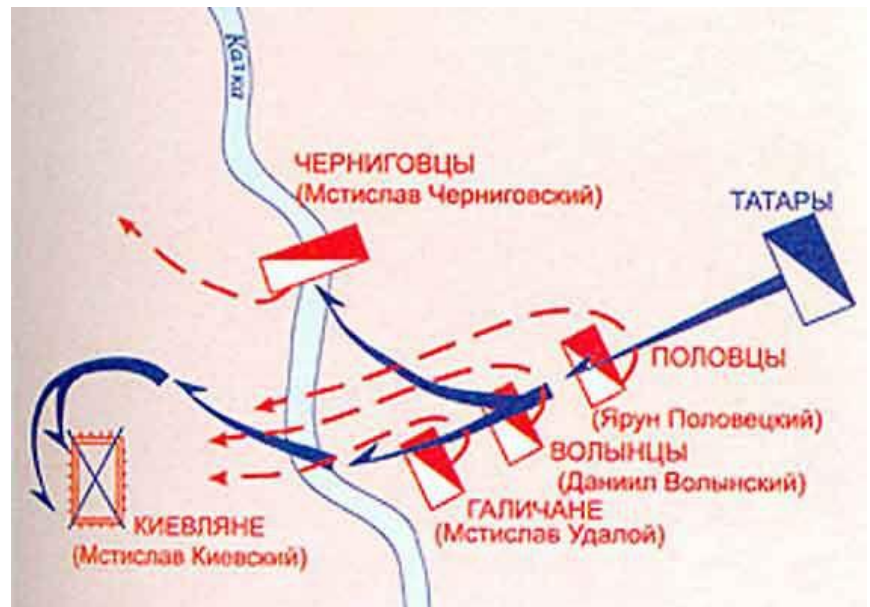 Калка
ЧЕРНИГОВЦЫ
(Мстислав Черниговский)
ТАТАРЫ
ПОЛОВЦЫ
(Ярун Половецкий)
ВОЛЫНЦЫ
(Даниил Волынский)
ГАЛИЧАНЕ
(Мстислав Удалой)
КИЕВЛЯНЕ
(Мстислав Киевский)